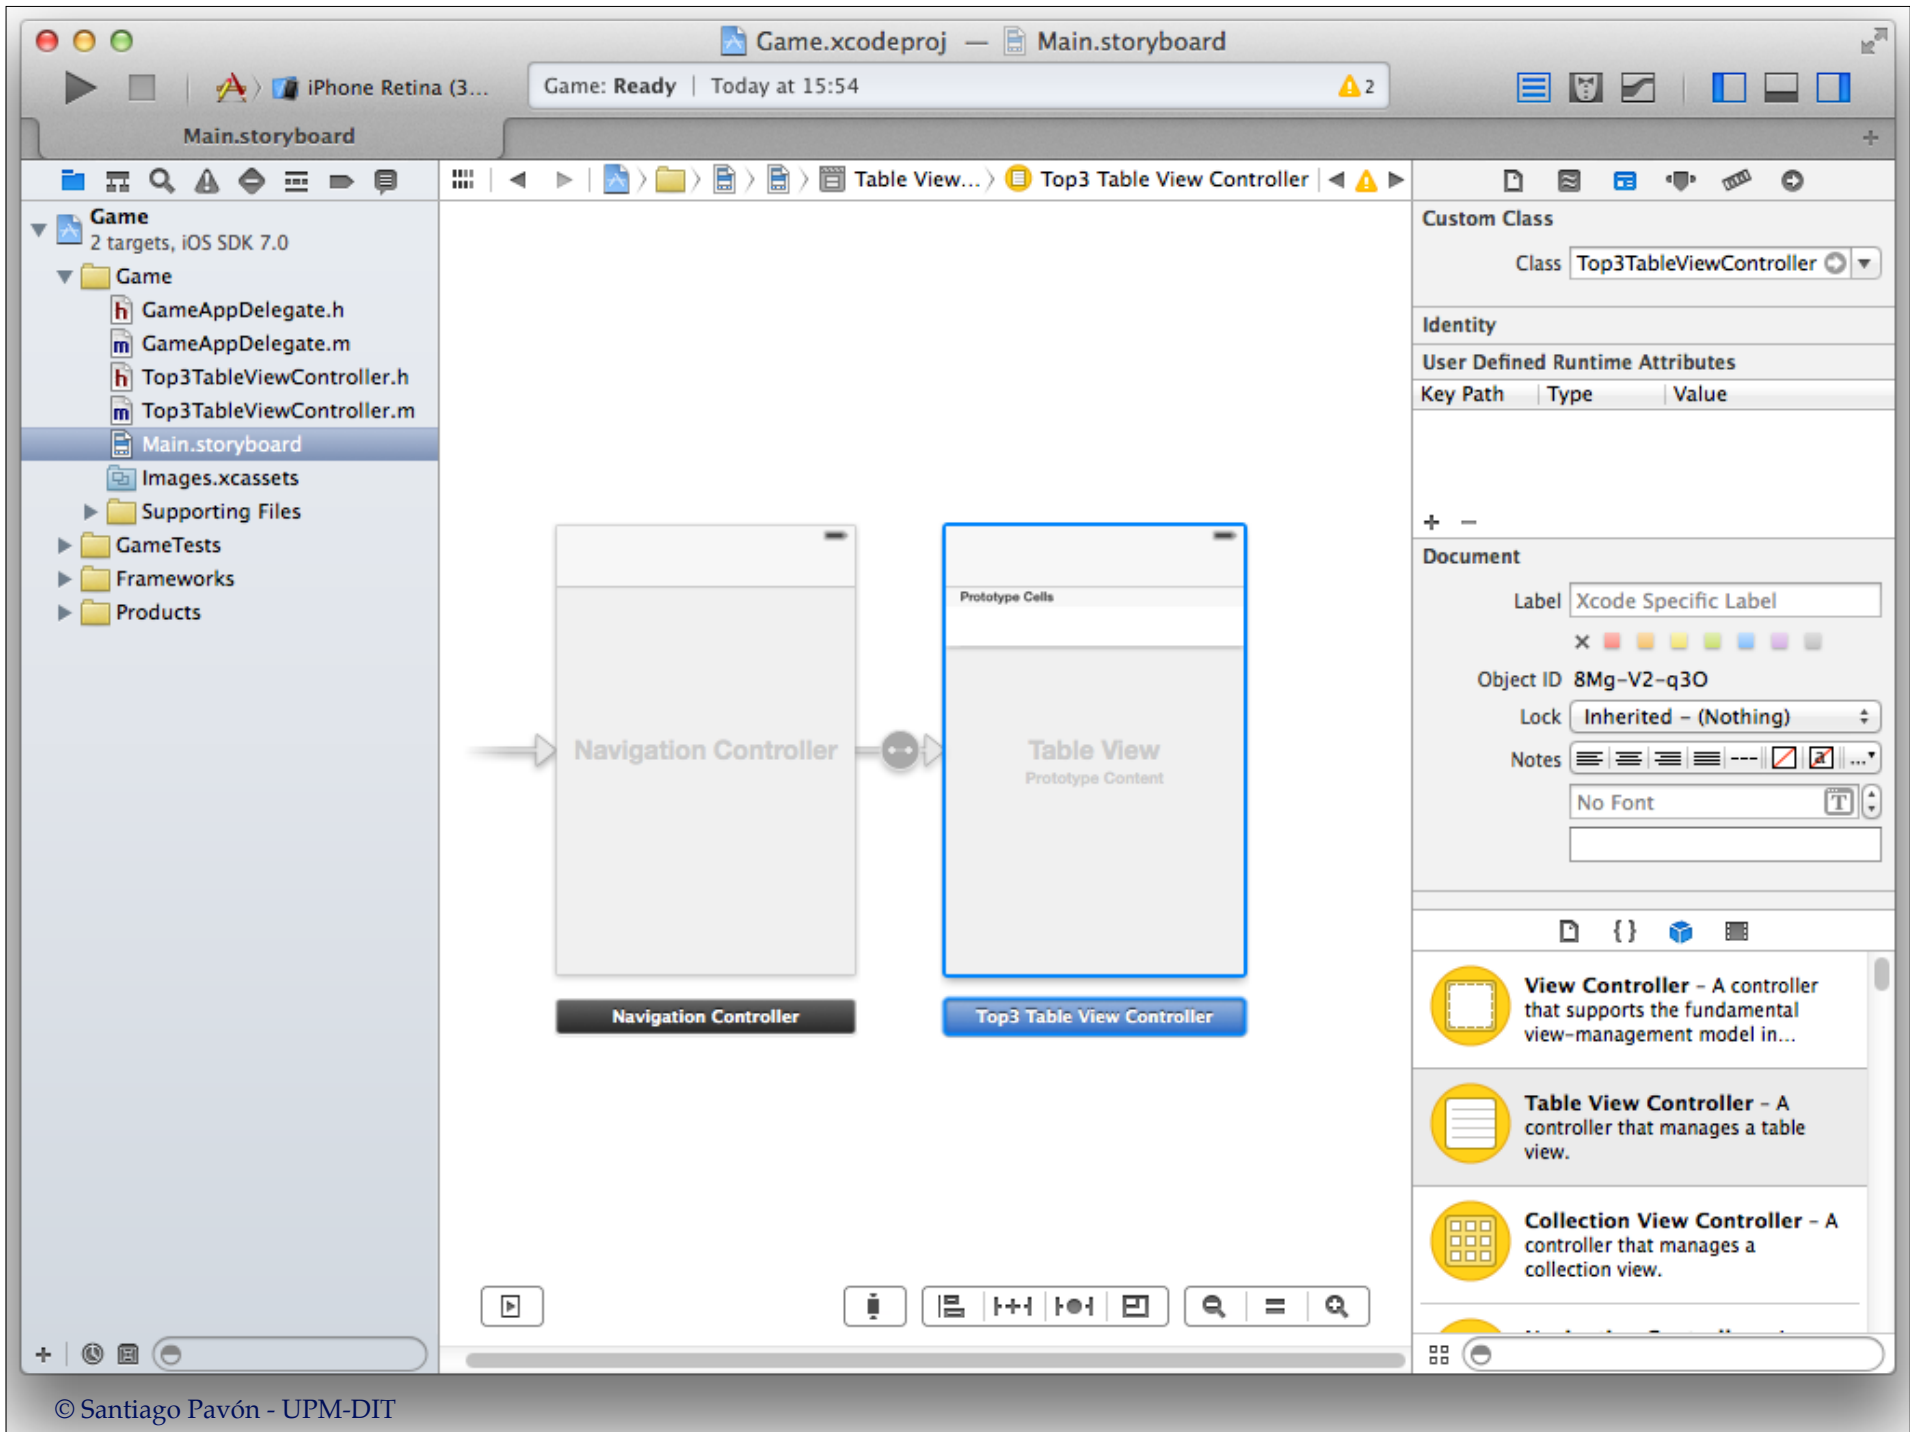 Game.xcodeproj — Main.storyboard
iPhone Retina (3...
Game: Ready | Today at 15:54
2
Main.storyboard
Table View... Top3 Table View Controller
Game
2 targets, iOS SDK 7.0
Game
h GameAppDelegate.h
m GameAppDelegate.m
h Top3TableViewController.h
m Top3TableViewController.m
Main.storyboard
Images.xcassets
Supporting Files
GameTests
Frameworks
Products
Navigation Controller
Navigation Controller
Prototype Cells
Table View
Prototype Content
Top3 Table View Controller
Custom Class
Class Top3TableViewController
Identity
User Defined Runtime Attributes
Key Path Type Value
+ −
Document
Label Xcode Specific Label
Object ID 8Mg-V2-q3O
Lock Inherited - (Nothing)
Notes
No Font
View Controller - A controller
that supports the fundamental
view-management model in...
Table View Controller - A
controller that manages a table
view.
Collection View Controller - A
controller that manages a
collection view.
© Santiago Pavón - UPM-DIT